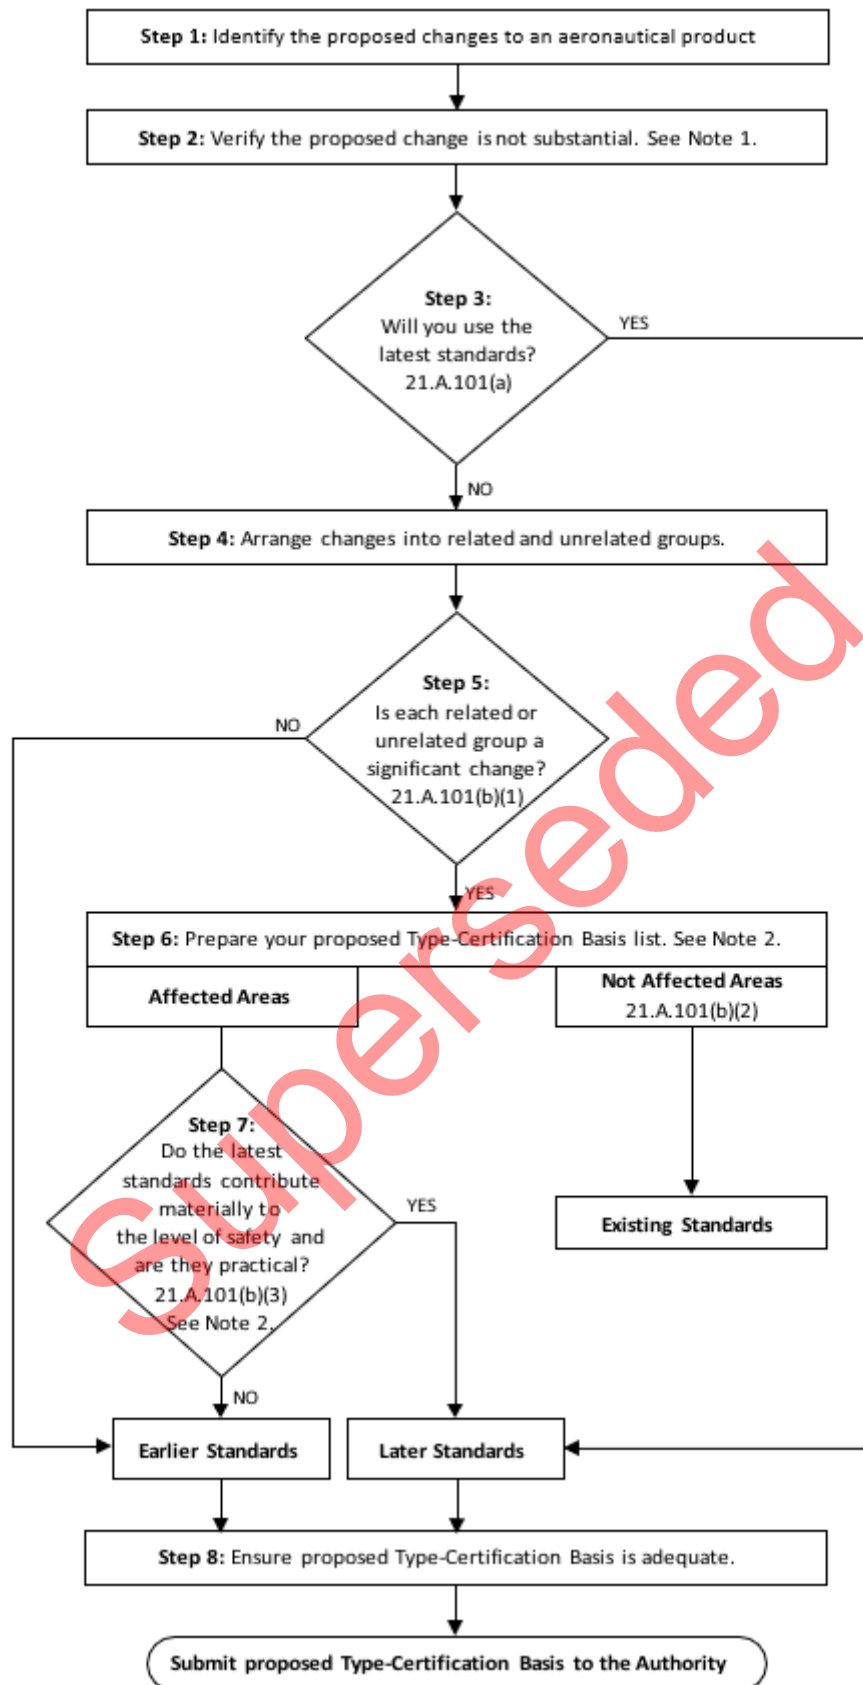 Step 1: Identify the proposed changes to an aeronautical product
Step 2: Verify the proposed change is not substantial. See Note 1.
Step 3:
Will you use the
latest standards?
21.A.101(a)
YES
NO
Step 4: Arrange changes into related and unrelated groups.
Step 5:
Is each related or
unrelated group a
significant change?
21.A.101(b)(1)
NO
YES
Step 6: Prepare your proposed Type-Certification Basis list. See Note 2.
Affected Areas
Not Affected Areas
21.A.101(b)(2)
Step 7:
Do the latest
standards contribute
materially to
the level of safety and
are they practical?
21.A.101(b)(3)
See Note 2.
YES
NO
Existing Standards
Earlier Standards
Later Standards
Step 8: Ensure proposed Type-Certification Basis is adequate.
Submit proposed Type-Certification Basis to the Authority
Superseded